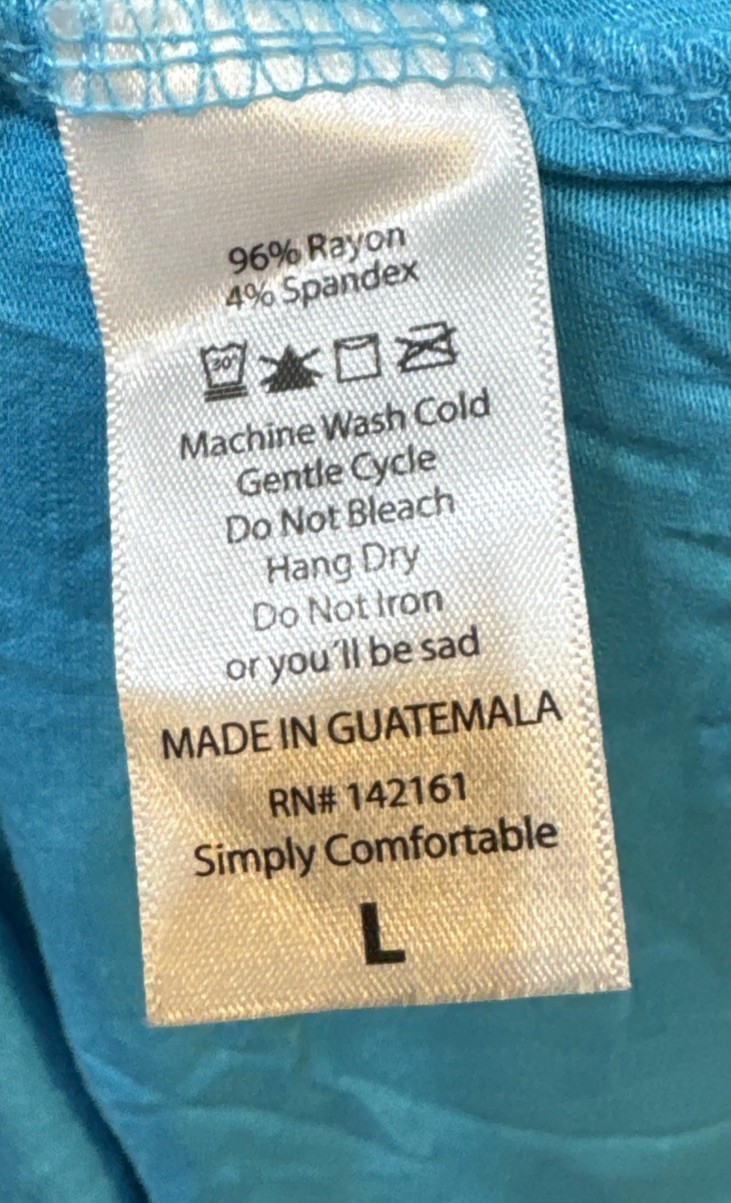 96% Rayon
4% Spandex
30°
Machine Wash Cold
Gentle Cycle
Do Not Bleach
Hang Dry
Do Not Iron
or you'll be sad
MADE IN GUATEMALA
RN# 142161
Simply Comfortable
L